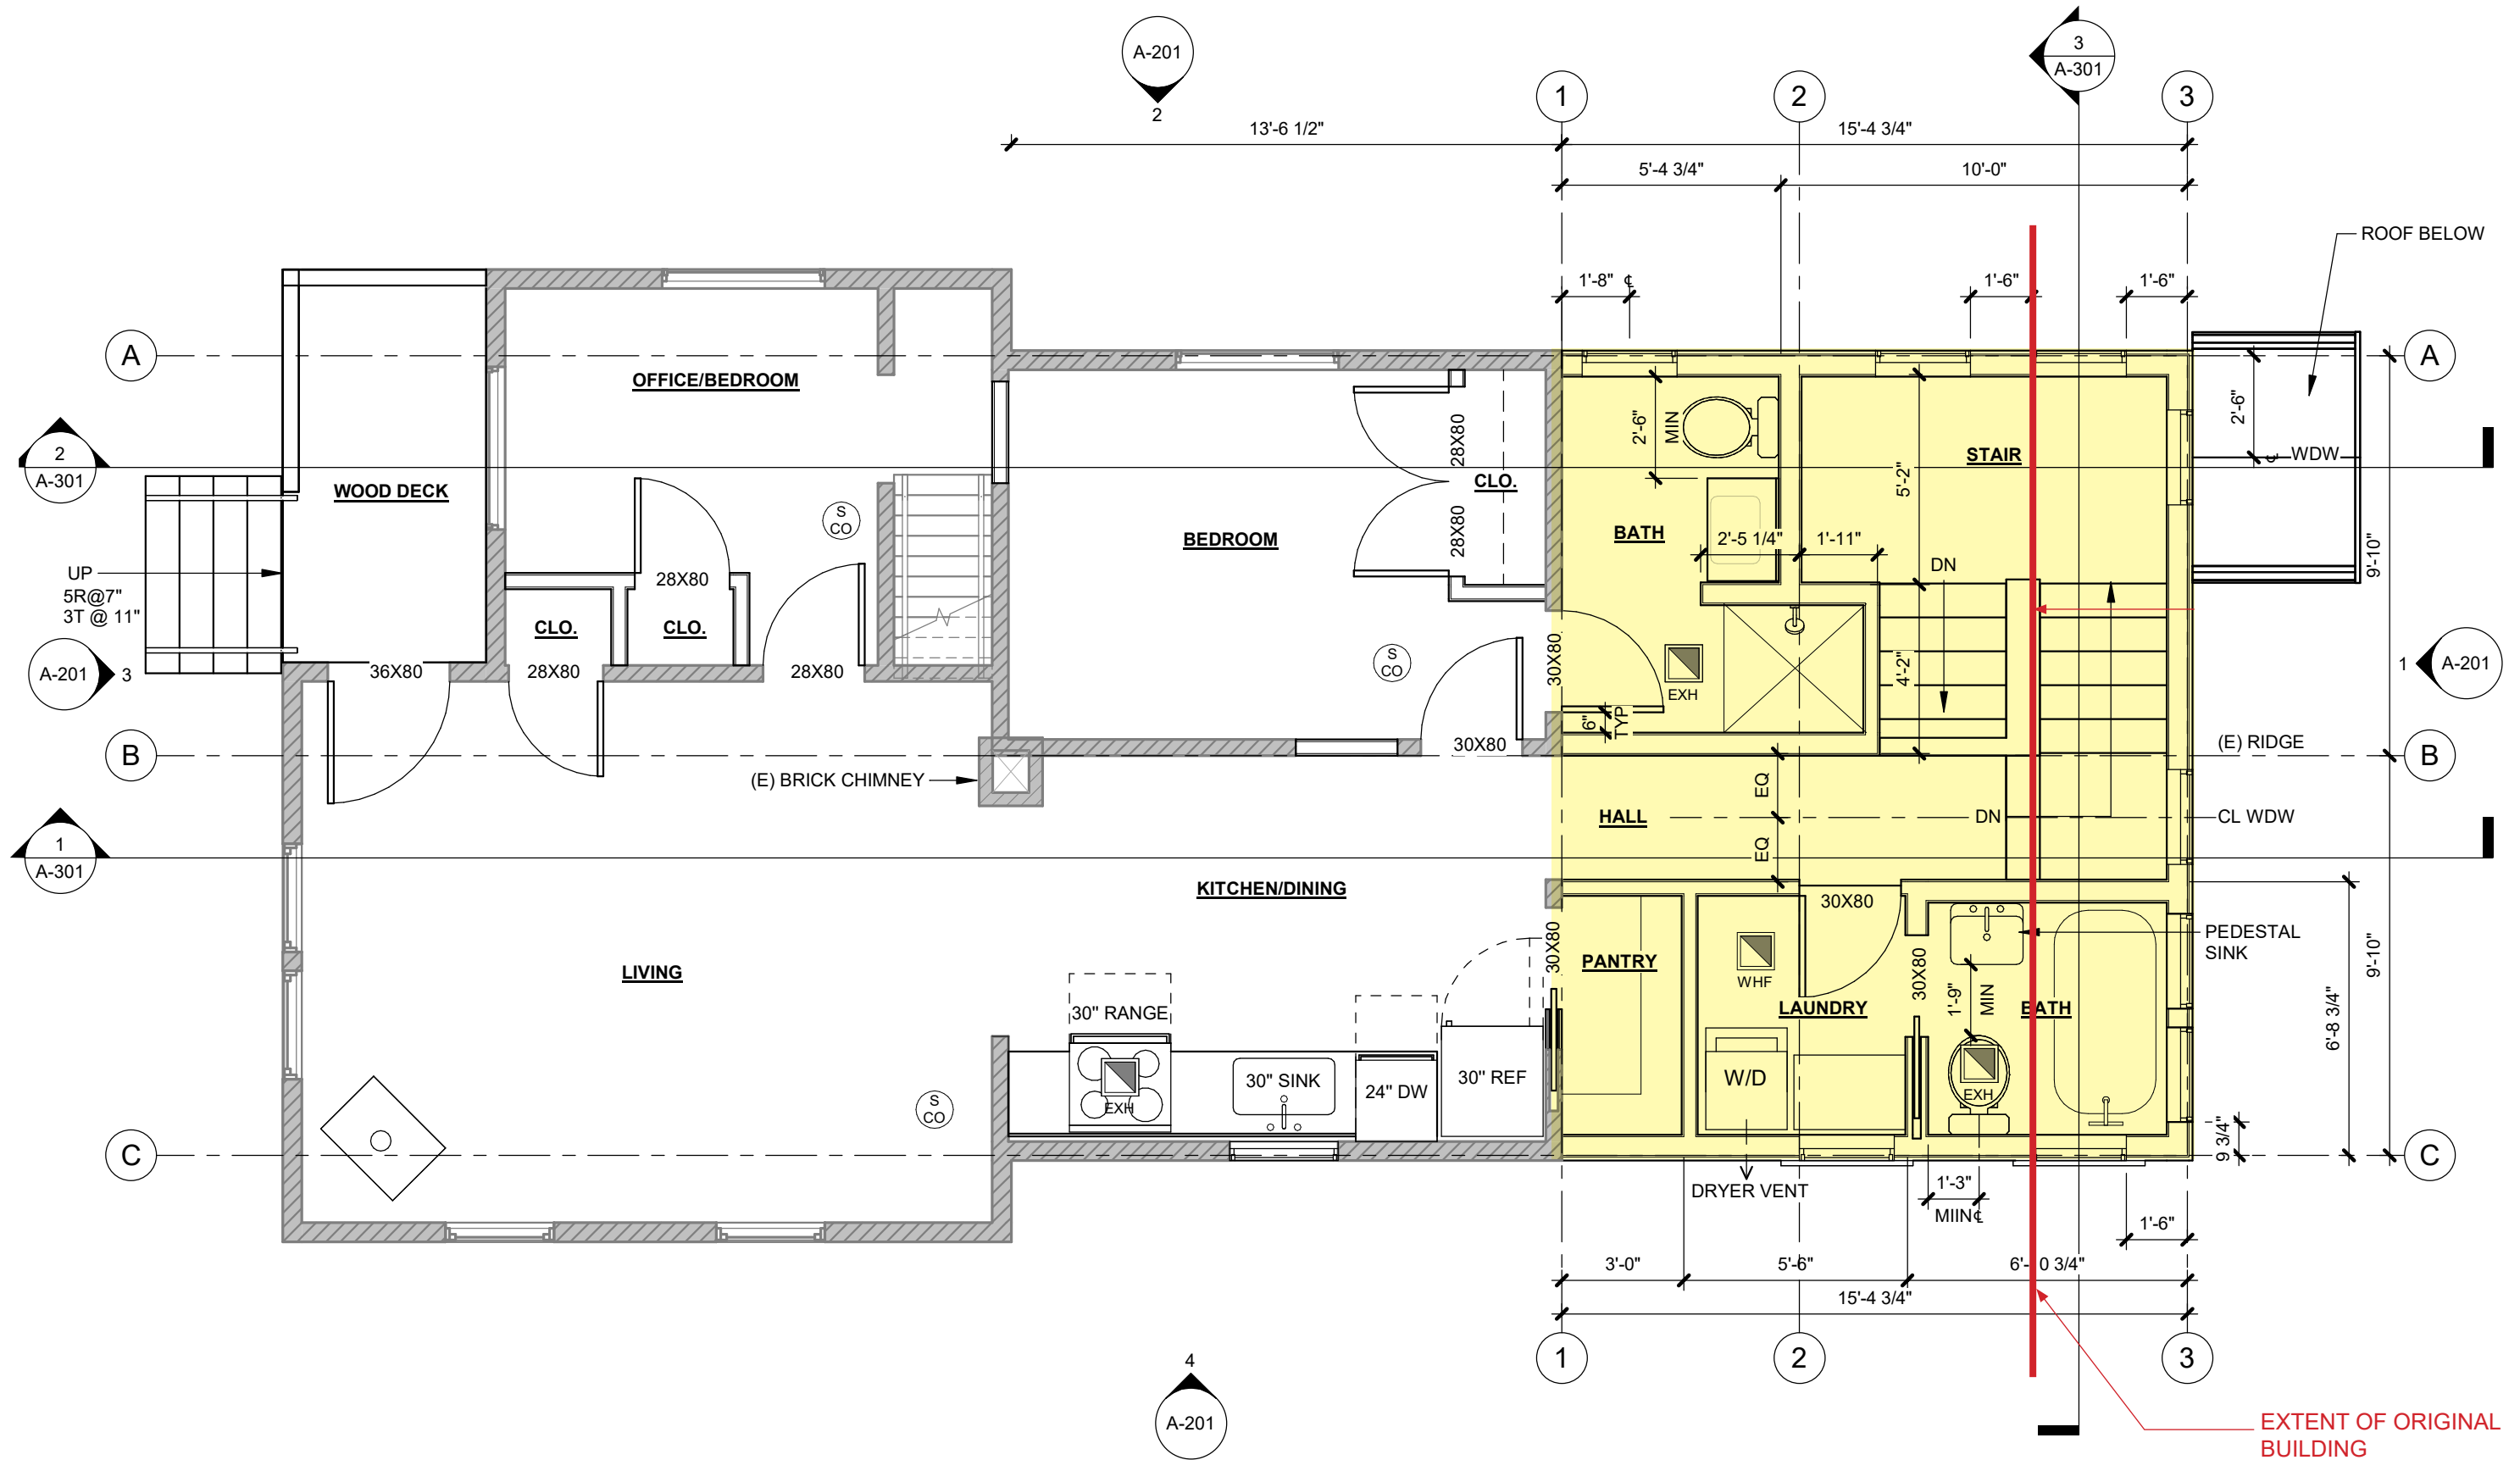 A-201
2
3
A-301
1
2
3
13'-6 1/2"
15'-4 3/4"
5'-4 3/4"
10'-0"
ROOF BELOW
1'-8" ℄
1'-6"
1'-6"
A
A
OFFICE/BEDROOM
2'-6"
MIN
2'-6"
28X80
2
A-301
WOOD DECK
STAIR
℄ WDW
CLO.
5'-2"
S
CO
BEDROOM
28X80
BATH
2'-5 1/4"
1'-11"
9'-10"
UP
5R@7"
3T @ 11"
28X80
DN
CLO.
CLO.
A-201
3
36X80
28X80
28X80
S
CO
30X80
EXH
4'-2"
1
A-201
6"
TYP
B
30X80
(E) RIDGE
B
(E) BRICK CHIMNEY
EQ
HALL
DN
CL WDW
1
A-301
EQ
KITCHEN/DINING
30X80
PEDESTAL
SINK
LIVING
30X80
PANTRY
WHF
30X80
1'-9"
MIN
9'-10"
30" RANGE
LAUNDRY
BATH
6'-8 3/4"
30" SINK
30" REF
W/D
24" DW
EXH
EXH
S
CO
C
9 3/4"
C
DRYER VENT
1'-3"
MIIN℄
1'-6"
3'-0"
5'-6"
6'-10 3/4"
15'-4 3/4"
1
2
3
4
A-201
EXTENT OF ORIGINAL
BUILDING